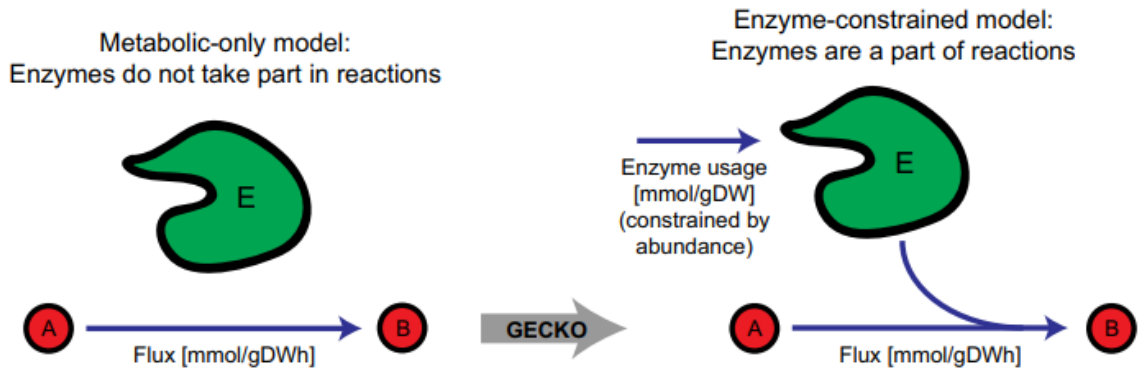 Metabolic-only model:
Enzymes do not take part in reactions
E
A
B
Flux [mmol/gDWh]
GECKO
Enzyme-constrained model:
Enzymes are a part of reactions
Enzyme usage
[mmol/gDW]
(constrained by
abundance)
E
A
B
Flux [mmol/gDWh]